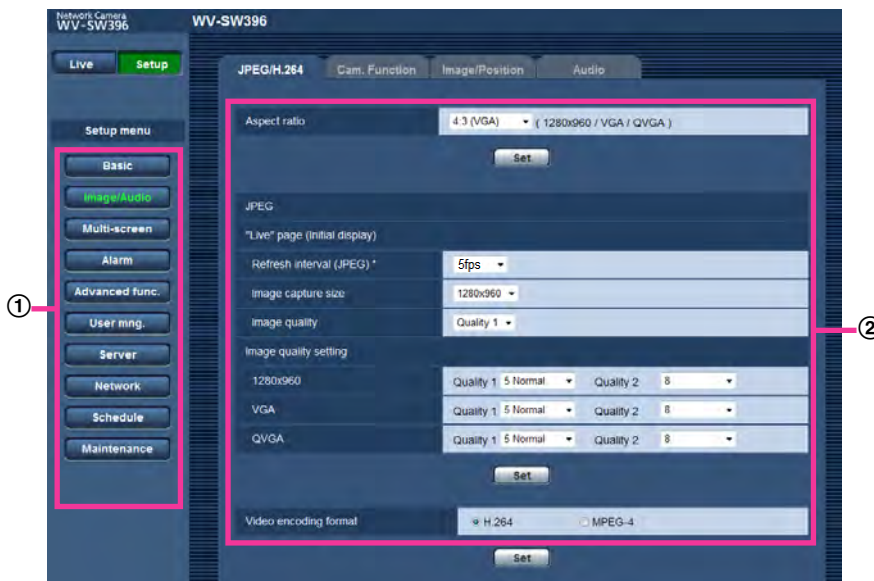 Network Camera
WV-SW396
WV-SW396
Live Setup
JPEG/H.264 Cam. Function Image/Position Audio
Setup menu
Basic
Image/Audio
Multi-screen
Alarm
Advanced func.
User mng.
Server
Network
Schedule
Maintenance
①
Aspect ratio 4:3 (VGA) ( 1280x960 / VGA / QVGA )
Set
JPEG
"Live" page (Initial display)
Refresh interval (JPEG) * 5fps
Image capture size 1280x960
Image quality Quality 1
Image quality setting
1280x960 Quality 1 5 Normal Quality 2 8
VGA Quality 1 5 Normal Quality 2 8
QVGA Quality 1 5 Normal Quality 2 8
Set
Video encoding format H.264 MPEG-4
Set
②